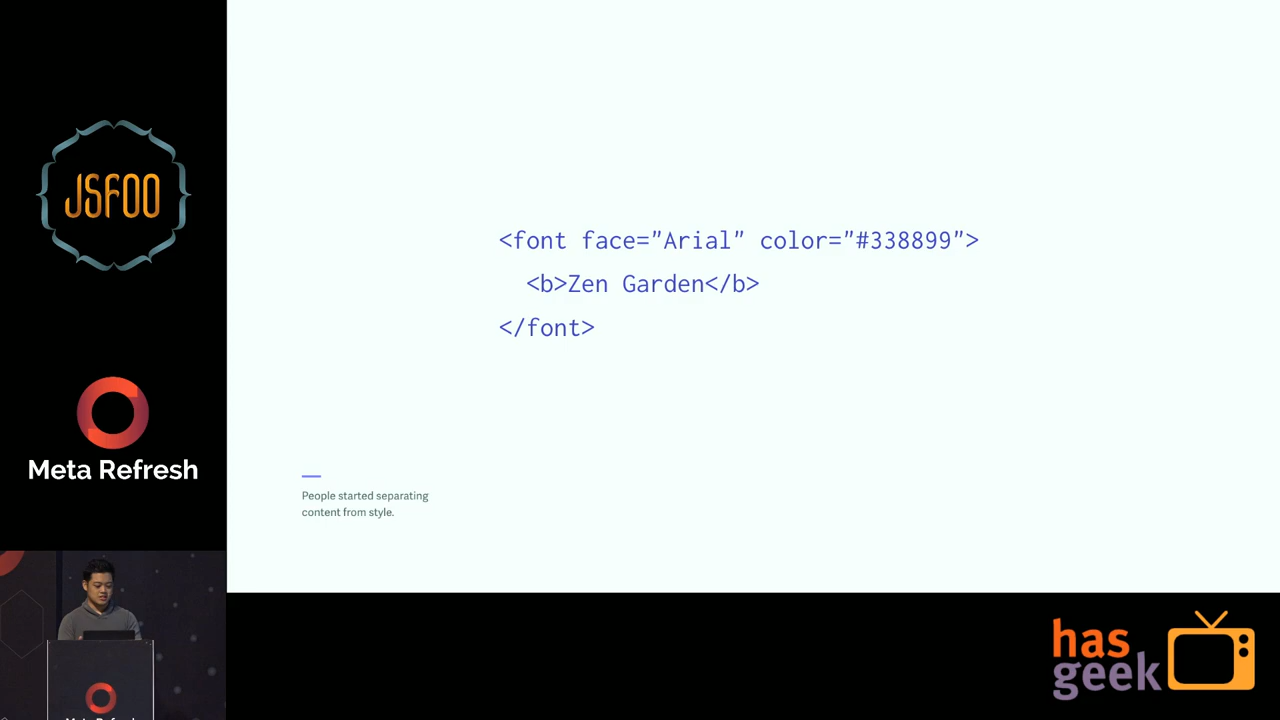 JSFOO
Meta Refresh
<font face="Arial" color="#338899">
  <b>Zen Garden</b>
</font>
People started separating
content from style.
has
geek